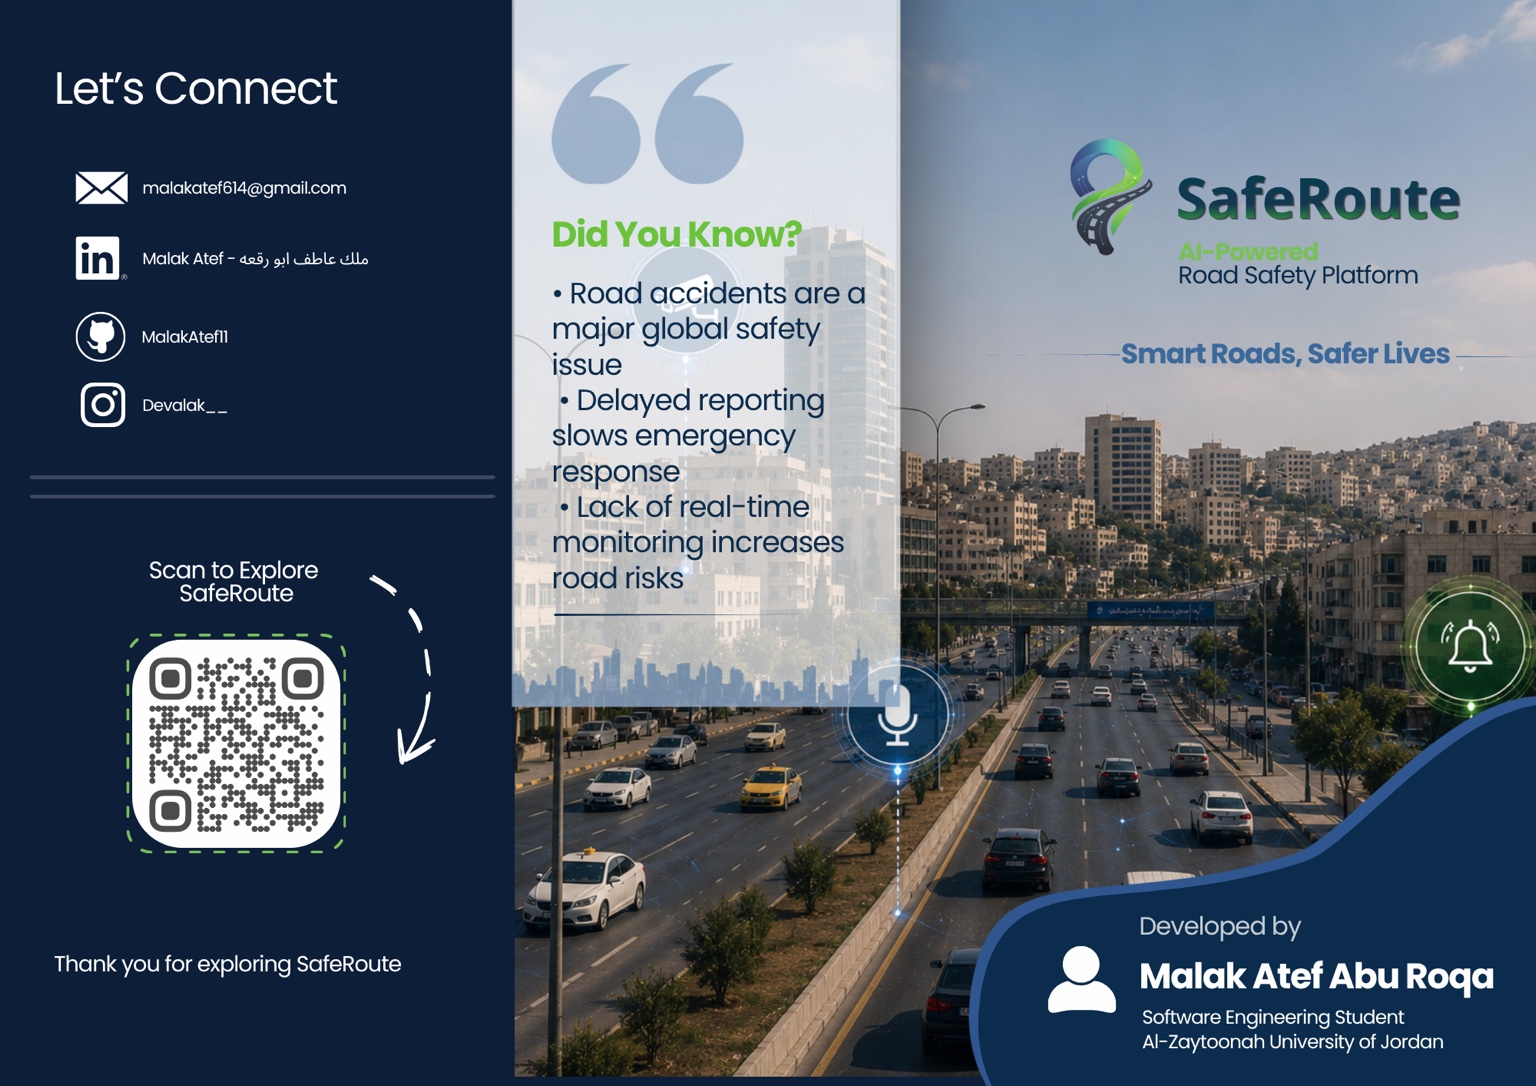 Let's Connect
malakatef614@gmail.com
in
Malak Atef - ملك عاطف ابو رقعه
MalakAtef11
Devalak__
Scan to Explore
SafeRoute
Thank you for exploring SafeRoute
Did You Know?
• Road accidents are a
major global safety
issue
• Delayed reporting
slows emergency
response
• Lack of real-time
monitoring increases
road risks
SafeRoute
AI-Powered
Road Safety Platform
Smart Roads, Safer Lives
Developed by
Malak Atef Abu Roqa
Software Engineering Student
Al-Zaytoonah University of Jordan